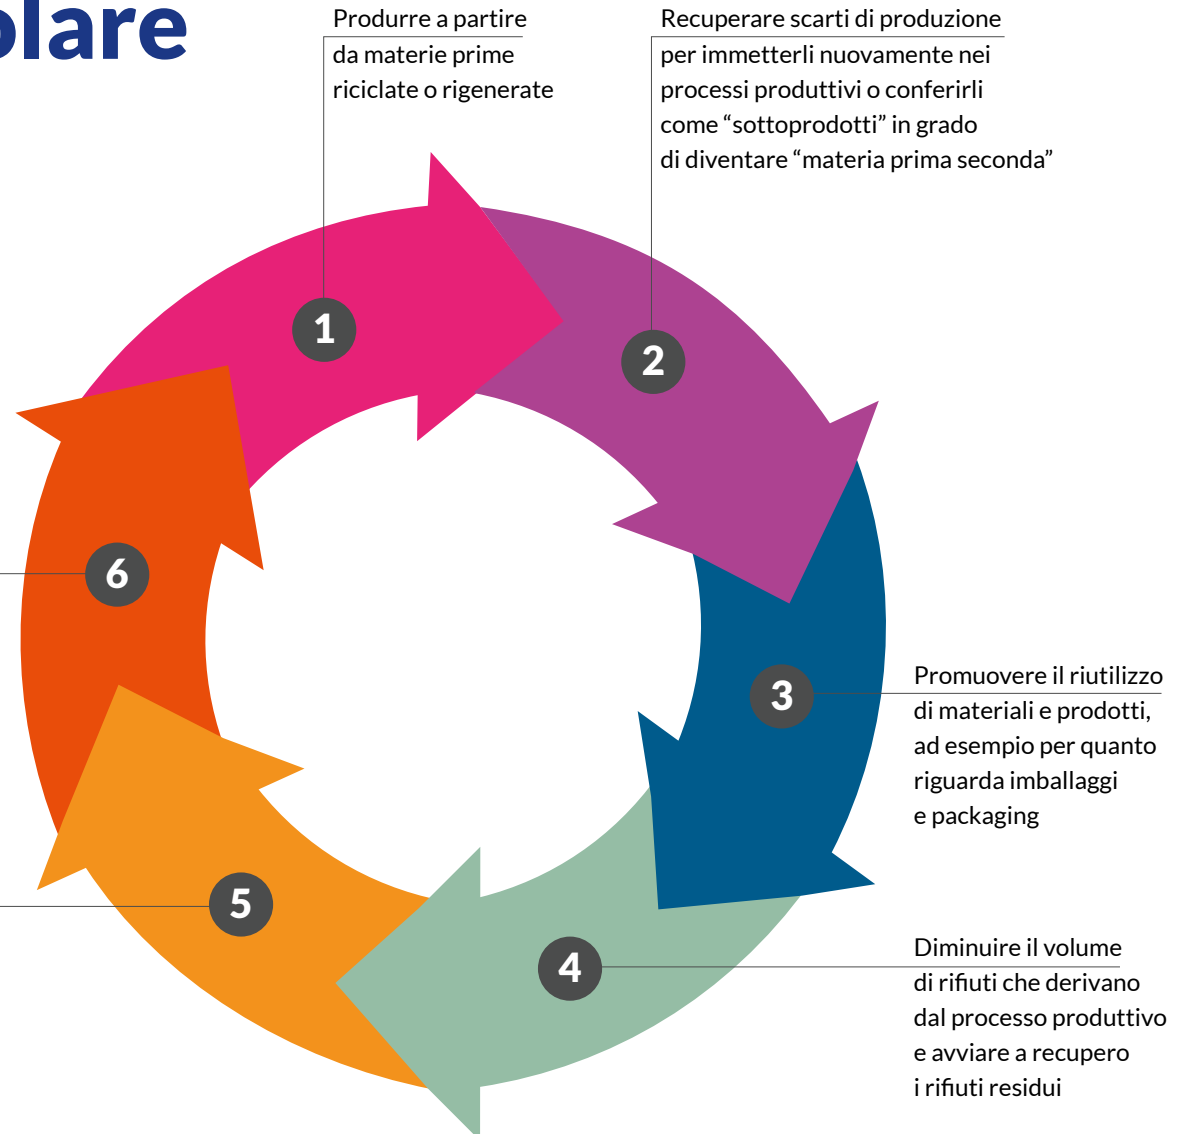 olare
Produrre a partire
da materie prime
riciclate o rigenerate
Recuperare scarti di produzione
per immetterli nuovamente nei
processi produttivi o conferirli
come “sottoprodotti” in grado
di diventare “materia prima seconda”
1
2
6
3
Promuovere il riutilizzo
di materiali e prodotti,
ad esempio per quanto
riguarda imballaggi
e packaging
5
4
Diminuire il volume
di rifiuti che derivano
dal processo produttivo
e avviare a recupero
i rifiuti residui